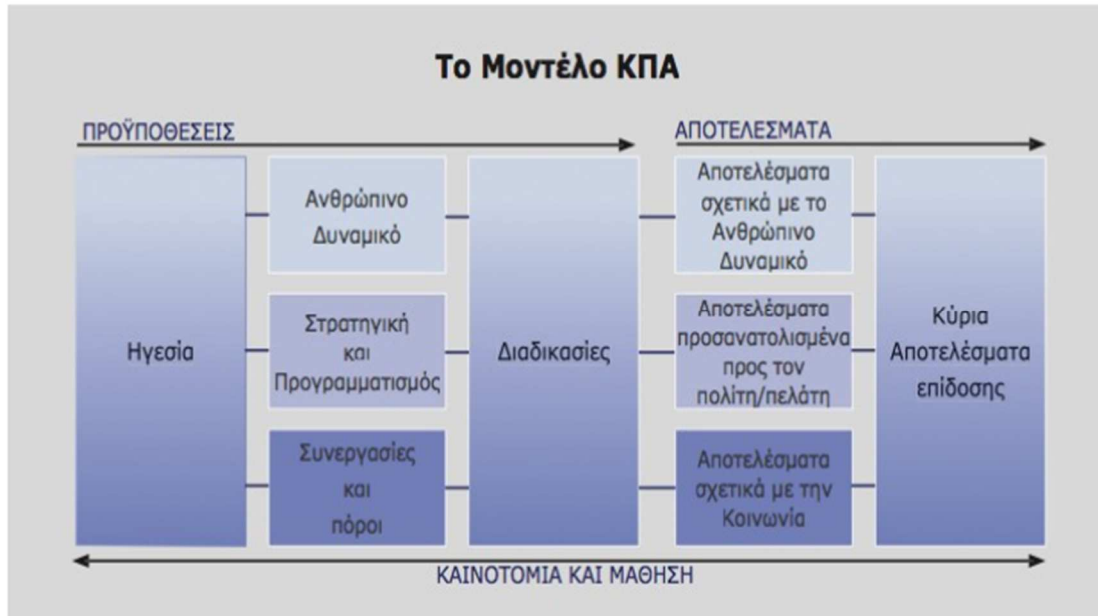 Το Μοντέλο ΚΠΑ
ΠΡΟΫΠΟΘΕΣΕΙΣ
ΑΠΟΤΕΛΕΣΜΑΤΑ
Ηγεσία
Ανθρώπινο
Δυναμικό
Στρατηγική
και
Προγραμματισμός
Συνεργασίες
και
πόροι
Διαδικασίες
Αποτελέσματα
σχετικά με το
Ανθρώπινο
Δυναμικό
Αποτελέσματα
προσανατολισμένα
προς τον
πολίτη/πελάτη
Αποτελέσματα
σχετικά με την
Κοινωνία
Κύρια
Αποτελέσματα
επίδοσης
ΚΑΙΝΟΤΟΜΙΑ ΚΑΙ ΜΑΘΗΣΗ